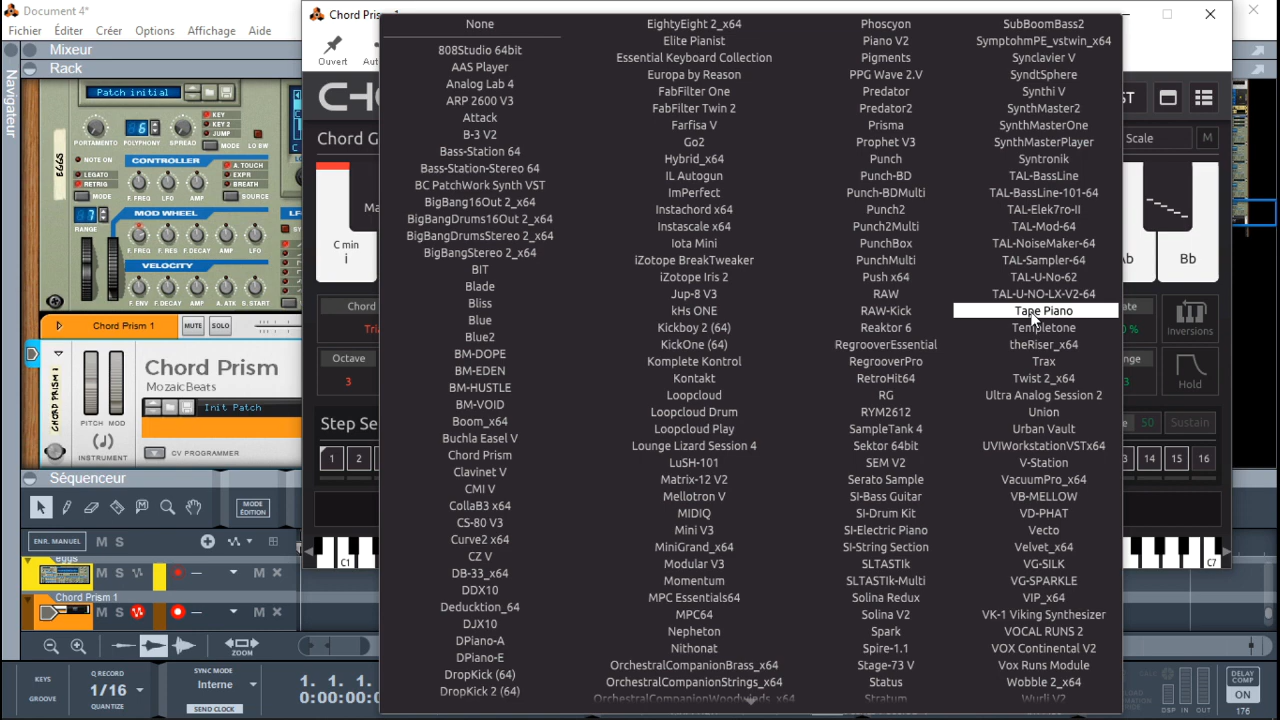 Document 4*
Fichier Éditer Créer Options Affichage Aide
Mixeur
Rack
Navigateur
Patch initial
EGGS
PORTAMENTO POLYPHONY SPREAD
6
KEY
KEY 2
JUMP
MODE
LO BW
NOTE ON
LEGATO
RETRIG
MODE
RANGE
7
CONTROLLER
F. FREQ F. RES DECAY AMP LFO
A. TOUCH
EXPR
BREATH
SOURCE
MOD WHEEL
F. FREQ F. RES DECAY AMP LFO
VELOCITY
F. ENV F. DECAY AMP A. ATK S. START
Chord Prism 1
MUTE SOLO
CHORD PRISM 1
Chord Prism
MozaicBeats
Init Patch
PITCH MOD
INSTRUMENT
CV PROGRAMMER
Séquenceur
MODE
ÉDITION
ENR. MANUEL M S
eggs
M S M
Chord Prism 1
M S M
ZOOM
KEYS
GROOVE
Q RECORD
1/16
QUANTIZE
SYNC MODE
Interne
SEND CLOCK
1. 1. 1.
0:00:00:0
Chord Prism 1
Ouvert
Scale M
C min
i
Ab Bb
Chord
Octave
3
Inversions
Hold
Sustain
50
1 2 13 14 15 16
C1 C7
DELAY
COMP
ON
176
DSP IN OUT
None
808Studio 64bit
AAS Player
Analog Lab 4
ARP 2600 V3
Attack
B-3 V2
Bass-Station 64
Bass-Station-Stereo 64
BC PatchWork Synth VST
BigBang16Out 2_x64
BigBangDrums16Out 2_x64
BigBangDrumsStereo 2_x64
BigBangStereo 2_x64
BIT
Blade
Bliss
Blue
Blue2
BM-DOPE
BM-EDEN
BM-HUSTLE
BM-VOID
Boom_x64
Buchla Easel V
Chord Prism
Clavinet V
CMI V
CollaB3 x64
CS-80 V3
Curve2 x64
CZ V
DB-33_x64
DDX10
Deducktion_64
DJX10
DPiano-A
DPiano-E
DropKick (64)
DropKick 2 (64)
EightyEight 2_x64
Elite Pianist
Essential Keyboard Collection
Europa by Reason
FabFilter One
FabFilter Twin 2
Farfisa V
Go2
Hybrid_x64
IL Autogun
ImPerfect
Instachord x64
Instascale x64
Iota Mini
iZotope BreakTweaker
iZotope Iris 2
Jup-8 V3
kHs ONE
Kickboy 2 (64)
KickOne (64)
Komplete Kontrol
Kontakt
Loopcloud
Loopcloud Drum
Loopcloud Play
Lounge Lizard Session 4
LuSH-101
Matrix-12 V2
Mellotron V
MIDIQ
Mini V3
MiniGrand_x64
Modular V3
Momentum
MPC Essentials64
MPC64
Nepheton
Nithonat
OrchestralCompanionBrass_x64
OrchestralCompanionStrings_x64
OrchestralCompanionWoodwinds_x64
Phoscyon
Piano V2
Pigments
PPG Wave 2.V
Predator
Predator2
Prisma
Prophet V3
Punch
Punch-BD
Punch-BDMulti
Punch2
Punch2Multi
PunchBox
PunchMulti
Push x64
RAW
RAW-Kick
Reaktor 6
RegrooverEssential
RegrooverPro
RetroHit64
RG
RYM2612
SampleTank 4
Sektor 64bit
SEM V2
Serato Sample
SI-Bass Guitar
SI-Drum Kit
SI-Electric Piano
SI-String Section
SLTASTIk
SLTASTIk-Multi
Solina Redux
Solina V2
Spark
Spire-1.1
Stage-73 V
Status
Stratum
SubBoomBass2
SymptohmPE_vstwin_x64
Synclavier V
SyndtSphere
Synthi V
SynthMaster2
SynthMasterOne
SynthMasterPlayer
Syntronik
TAL-BassLine
TAL-BassLine-101-64
TAL-Elek7ro-II
TAL-Mod-64
TAL-NoiseMaker-64
TAL-Sampler-64
TAL-U-No-62
TAL-U-NO-LX-V2-64
Tape Piano
Templetone
theRiser_x64
Trax
Twist 2_x64
Ultra Analog Session 2
Union
Urban Vault
UVIWorkstationVSTx64
V-Station
VacuumPro_x64
VB-MELLOW
VD-PHAT
Vecto
Velvet_x64
VG-SILK
VG-SPARKLE
VIP_x64
VK-1 Viking Synthesizer
VOCAL RUNS 2
VOX Continental V2
Vox Runs Module
Wobble 2_x64
Wurli V2